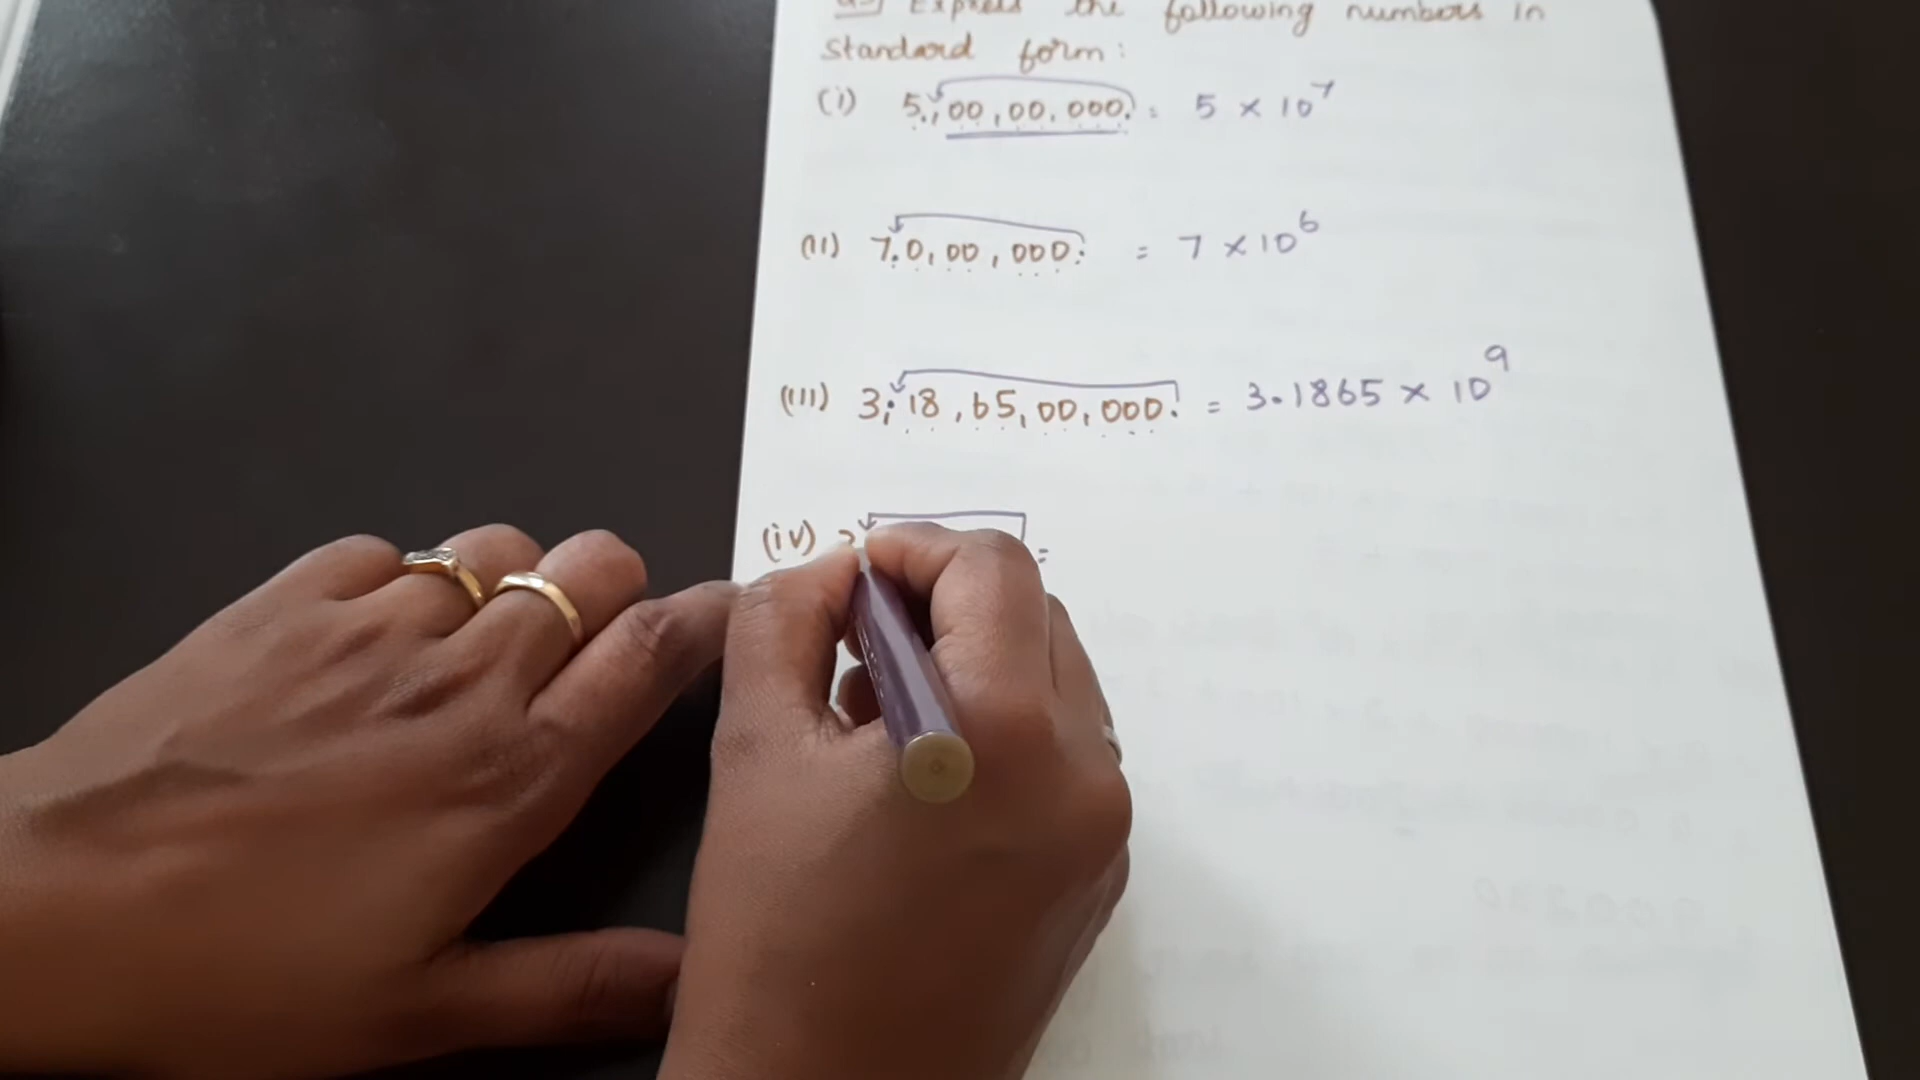 Express the following numbers in
standard form:
(i) 5,00,00,000. = 5 × 10⁷
(ii) 7.0,00,000. = 7 × 10⁶
(iii) 3,18,65,00,000. = 3.1865 × 10⁹
(iv) =